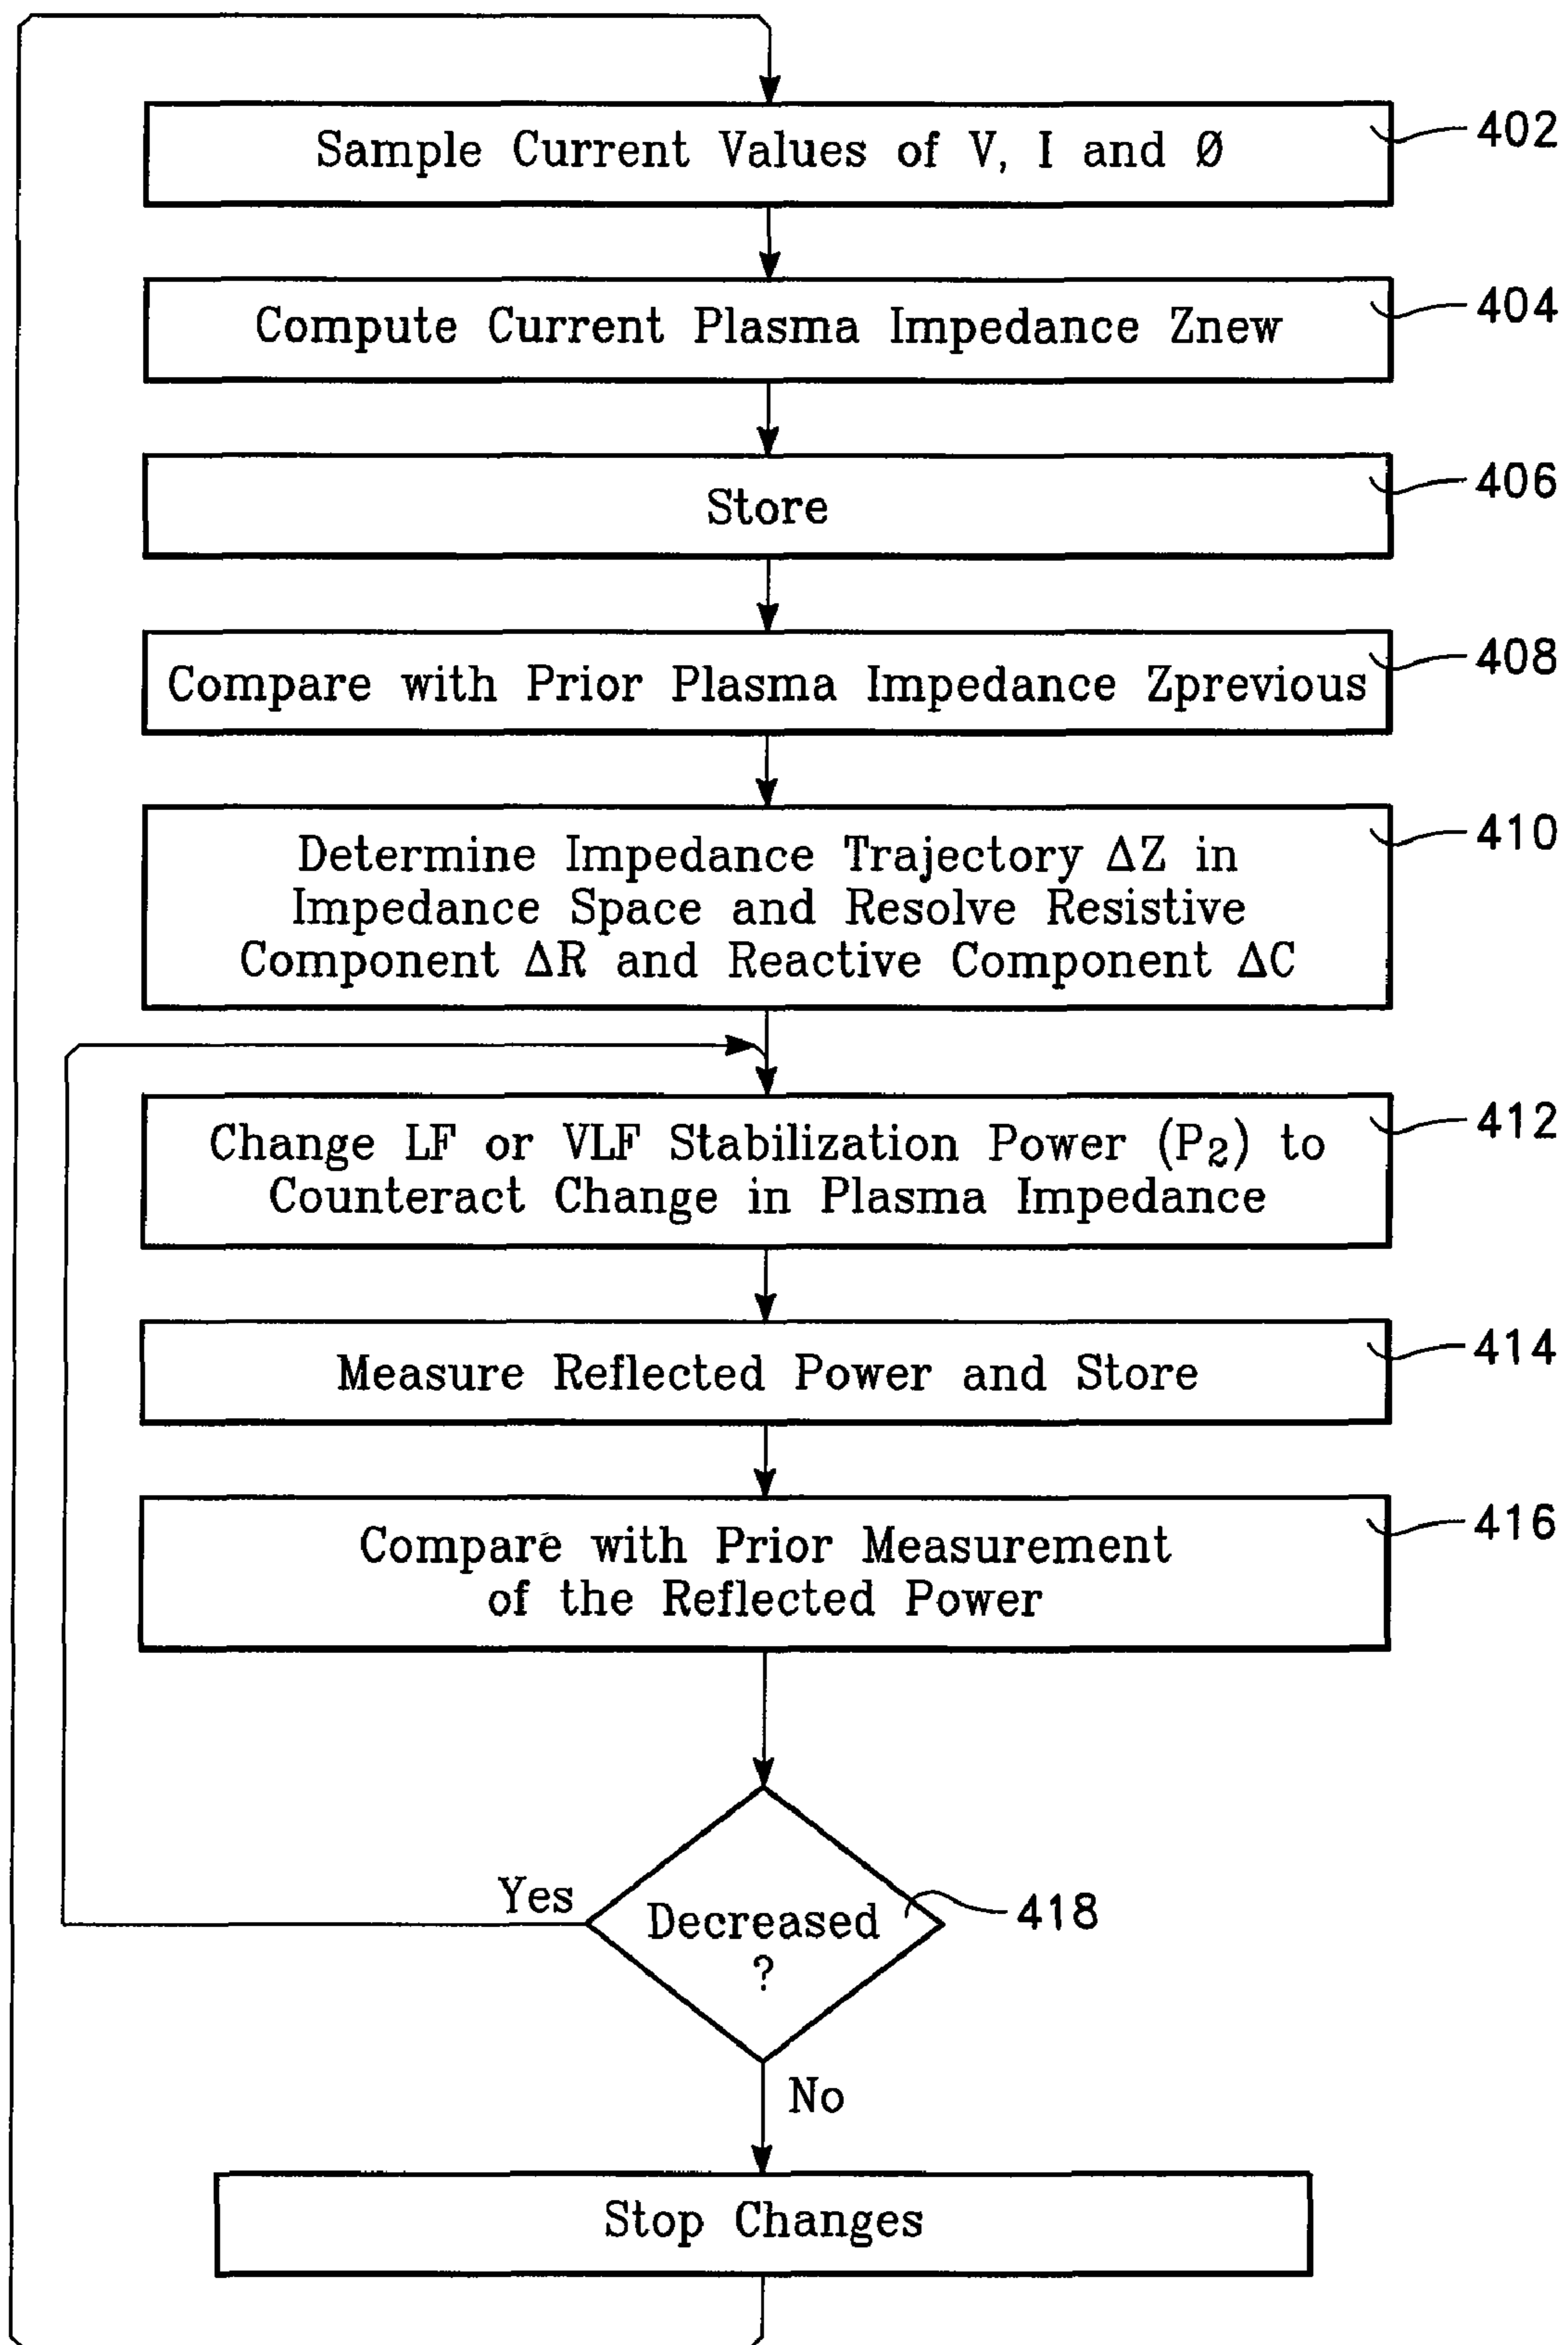 Sample Current Values of V, I and Ø
402
Compute Current Plasma Impedance Znew
404
Store
406
Compare with Prior Plasma Impedance Zprevious
408
Determine Impedance Trajectory ΔZ in
Impedance Space and Resolve Resistive
Component ΔR and Reactive Component ΔC
410
Change LF or VLF Stabilization Power (P₂) to
Counteract Change in Plasma Impedance
412
Measure Reflected Power and Store
414
Compare with Prior Measurement
of the Reflected Power
416
Yes
Decreased
?
418
No
Stop Changes